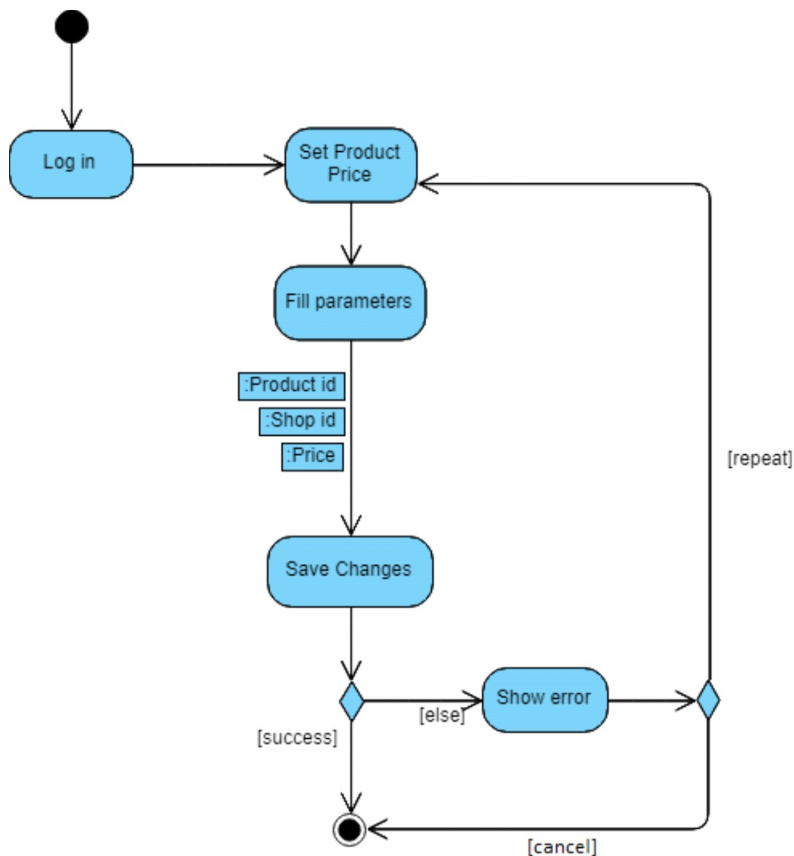 Log in
Set Product
Price
Fill parameters
:Product id
:Shop id
:Price
[repeat]
Save Changes
Show error
[else]
[success]
[cancel]